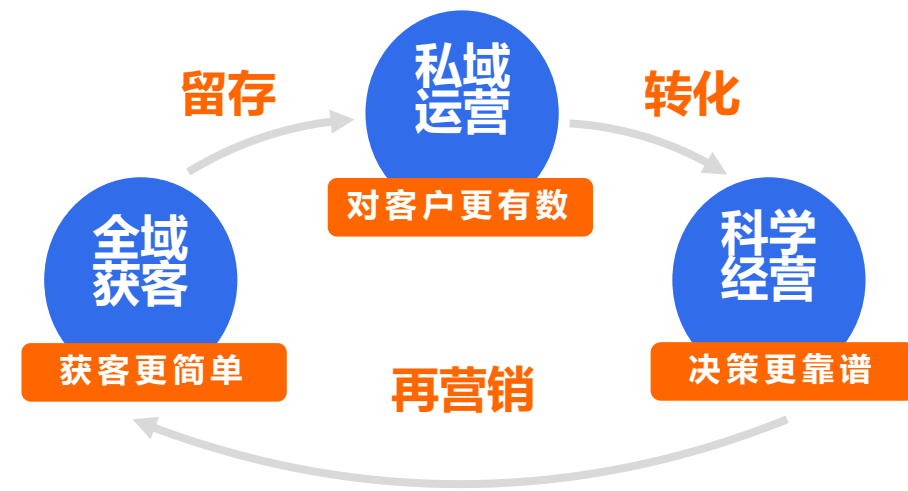 私域
运营
留存
转化
对客户更有数
全域
获客
科学
经营
获客更简单
决策更靠谱
再营销